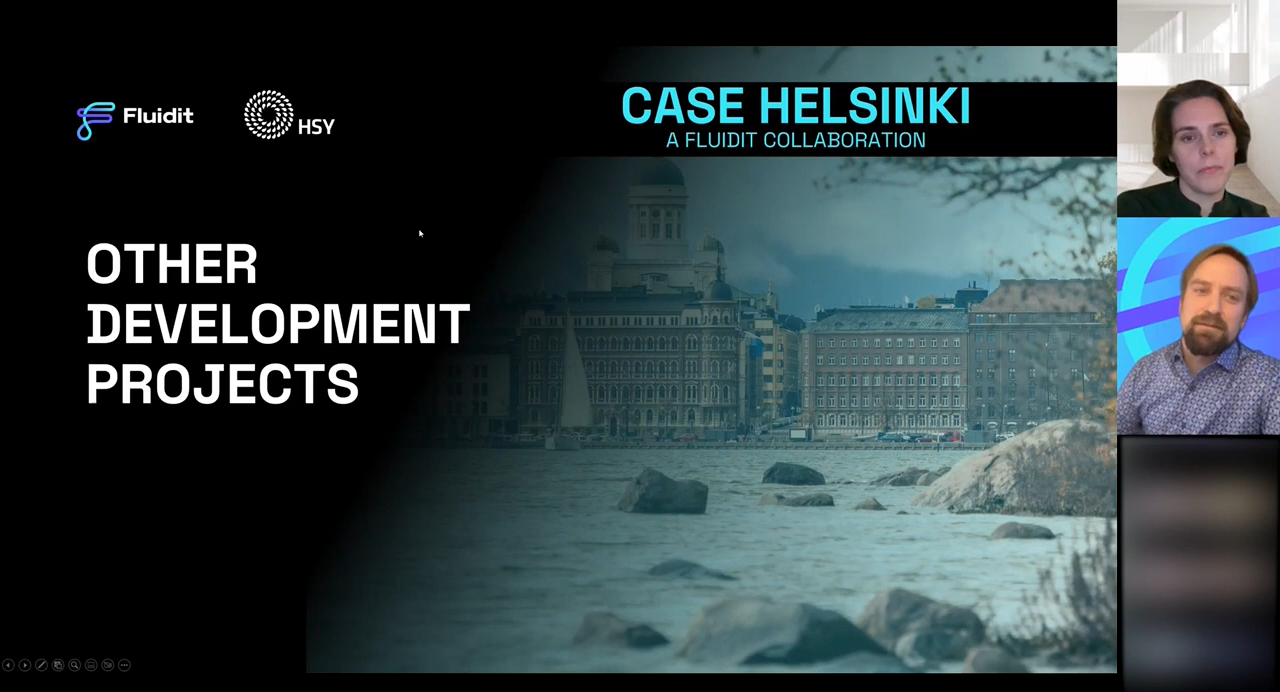 Fluidit
HSY
CASE HELSINKI
A FLUIDIT COLLABORATION
OTHER
DEVELOPMENT
PROJECTS